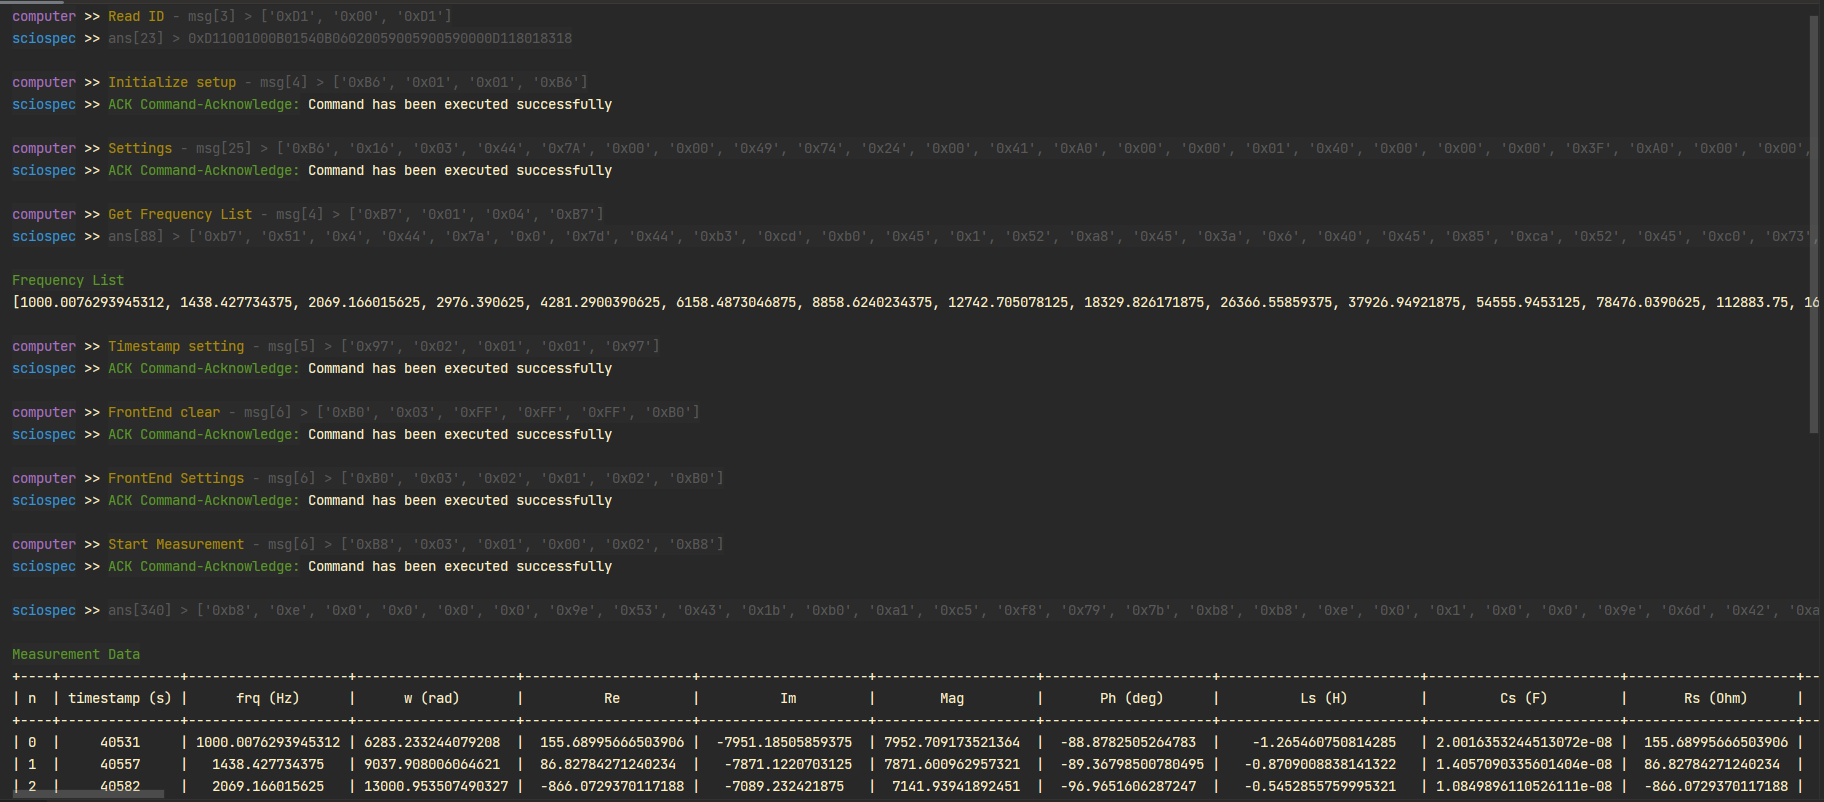 computer >> Read ID - msg[3] > ['0xD1', '0x00', '0xD1']
sciospec >> ans[23] > 0xD11001000B01540B06020059005900590000D118018318
computer >> Initialize setup - msg[4] > ['0xB6', '0x01', '0x01', '0xB6']
sciospec >> ACK Command-Acknowledge: Command has been executed successfully
computer >> Settings - msg[25] > ['0xB6', '0x16', '0x03', '0x44', '0x7A', '0x00', '0x00', '0x49', '0x74', '0x24', '0x00', '0x41', '0xA0', '0x00', '0x00', '0x01', '0x40', '0x00', '0x00', '0x00', '0x3F', '0xA0', '0x00', '0x00',
sciospec >> ACK Command-Acknowledge: Command has been executed successfully
computer >> Get Frequency List - msg[4] > ['0xB7', '0x01', '0x04', '0xB7']
sciospec >> ans[88] > ['0xb7', '0x51', '0x4', '0x44', '0x7a', '0x0', '0x7d', '0x44', '0xb3', '0xcd', '0xb0', '0x45', '0x1', '0x52', '0xa8', '0x45', '0x3a', '0x6', '0x40', '0x45', '0x85', '0xca', '0x52', '0x45', '0xc0', '0x73',
Frequency List
[1000.0076293945312, 1438.427734375, 2069.166015625, 2976.390625, 4281.2900390625, 6158.4873046875, 8858.6240234375, 12742.705078125, 18329.826171875, 26366.55859375, 37926.94921875, 54555.9453125, 78476.0390625, 112883.75, 16
computer >> Timestamp setting - msg[5] > ['0x97', '0x02', '0x01', '0x01', '0x97']
sciospec >> ACK Command-Acknowledge: Command has been executed successfully
computer >> FrontEnd clear - msg[6] > ['0xB0', '0x03', '0xFF', '0xFF', '0xFF', '0xB0']
sciospec >> ACK Command-Acknowledge: Command has been executed successfully
computer >> FrontEnd Settings - msg[6] > ['0xB0', '0x03', '0x02', '0x01', '0x02', '0xB0']
sciospec >> ACK Command-Acknowledge: Command has been executed successfully
computer >> Start Measurement - msg[6] > ['0xB8', '0x03', '0x01', '0x00', '0x02', '0xB8']
sciospec >> ACK Command-Acknowledge: Command has been executed successfully
sciospec >> ans[340] > ['0xb8', '0xe', '0x0', '0x0', '0x0', '0x0', '0x9e', '0x53', '0x43', '0x1b', '0xb0', '0xa1', '0xc5', '0xf8', '0x79', '0x7b', '0xb8', '0xb8', '0xe', '0x0', '0x1', '0x0', '0x0', '0x9e', '0x6d', '0x42', '0xa
Measurement Data
| n | timestamp (s) | frq (Hz) | w (rad) | Re | Im | Mag | Ph (deg) | Ls (H) | Cs (F) | Rs (Ohm) |
| 0 | 40531 | 1000.0076293945312 | 6283.233244079208 | 155.68995666503906 | -7951.18505859375 | 7952.709173521364 | -88.8782505264783 | -1.265460750814285 | 2.0016353244513072e-08 | 155.68995666503906 |
| 1 | 40557 | 1438.427734375 | 9037.908006064621 | 86.82784271240234 | -7871.1220703125 | 7871.600962957321 | -89.36798500780495 | -0.8709008838141322 | 1.4057090335601404e-08 | 86.82784271240234 |
| 2 | 40582 | 2069.166015625 | 13000.953507490327 | -866.0729370117188 | -7089.232421875 | 7141.93941892451 | -96.9651606287247 | -0.5452855759995321 | 1.0849896110526111e-08 | -866.0729370117188 |